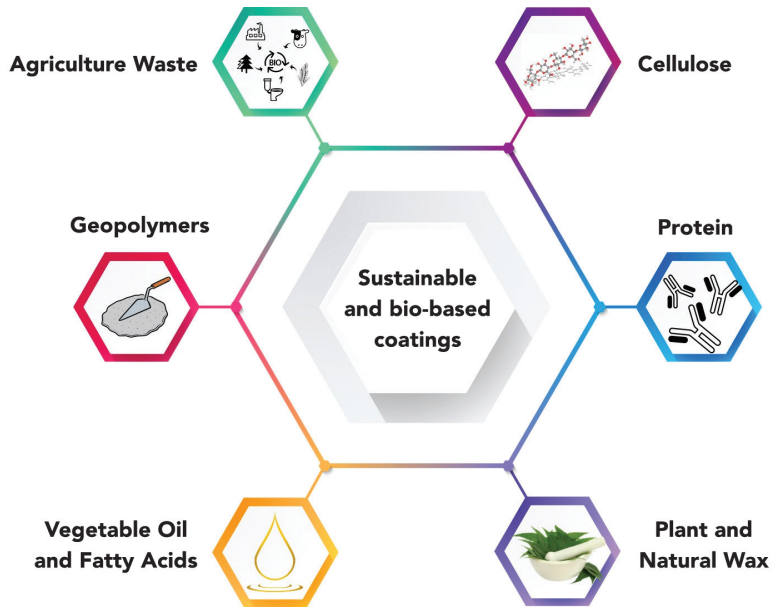 Agriculture Waste
BIO
Cellulose
Geopolymers
Protein
Sustainable
and bio-based
coatings
Vegetable Oil
and Fatty Acids
Plant and
Natural Wax